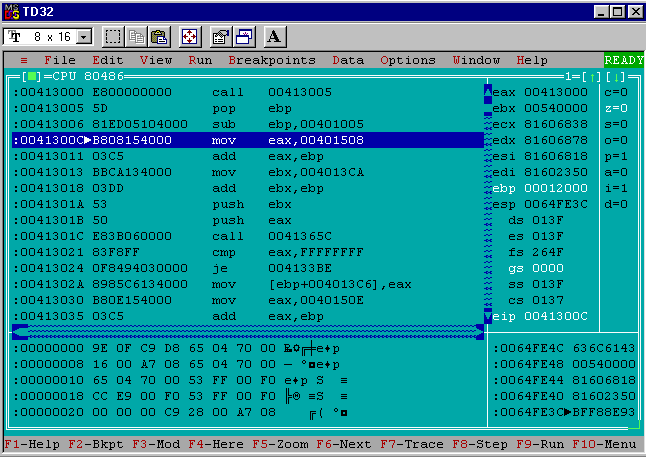 TD32
8 x 16
≡ File Edit View Run Breakpoints Data Options Window Help READY
[■]=CPU 80486 1=[↑][↓]
:00413000 E800000000 call 00413005 eax 00413000 c=0
:00413005 5D pop ebp ebx 00540000 z=0
:00413006 81ED05104000 sub ebp,00401005 ecx 81606838 s=0
:0041300C►B808154000 mov eax,00401508 edx 81606878 o=0
:00413011 03C5 add eax,ebp esi 81606818 p=1
:00413013 BBCA134000 mov ebx,004013CA edi 81602350 a=0
:00413018 03DD add ebx,ebp ebp 00012000 i=1
:0041301A 53 push ebx esp 0064FE3C d=0
:0041301B 50 push eax ds 013F
:0041301C E83B060000 call 0041365C es 013F
:00413021 83F8FF cmp eax,FFFFFFFF fs 264F
:00413024 0F8494030000 je 004133BE gs 0000
:0041302A 8985C6134000 mov [ebp+004013C6],eax ss 013F
:00413030 B80E154000 mov eax,0040150E cs 0137
:00413035 03C5 add eax,ebp eip 0041300C
:00000000 9E 0F C9 D8 65 04 70 00 ₧☼╔╪e♦p :0064FE4C 636C6143
:00000008 16 00 A7 08 65 04 70 00 ▬ º◘e♦p :0064FE48 00540000
:00000010 65 04 70 00 53 FF 00 F0 e♦p S ≡ :0064FE44 81606818
:00000018 CC E9 00 F0 53 FF 00 F0 ╠Θ ≡S ≡ :0064FE40 81602350
:00000020 00 00 00 C9 28 00 A7 08 ╔( º◘ :0064FE3C►BFF88E93
F1-Help F2-Bkpt F3-Mod F4-Here F5-Zoom F6-Next F7-Trace F8-Step F9-Run F10-Menu